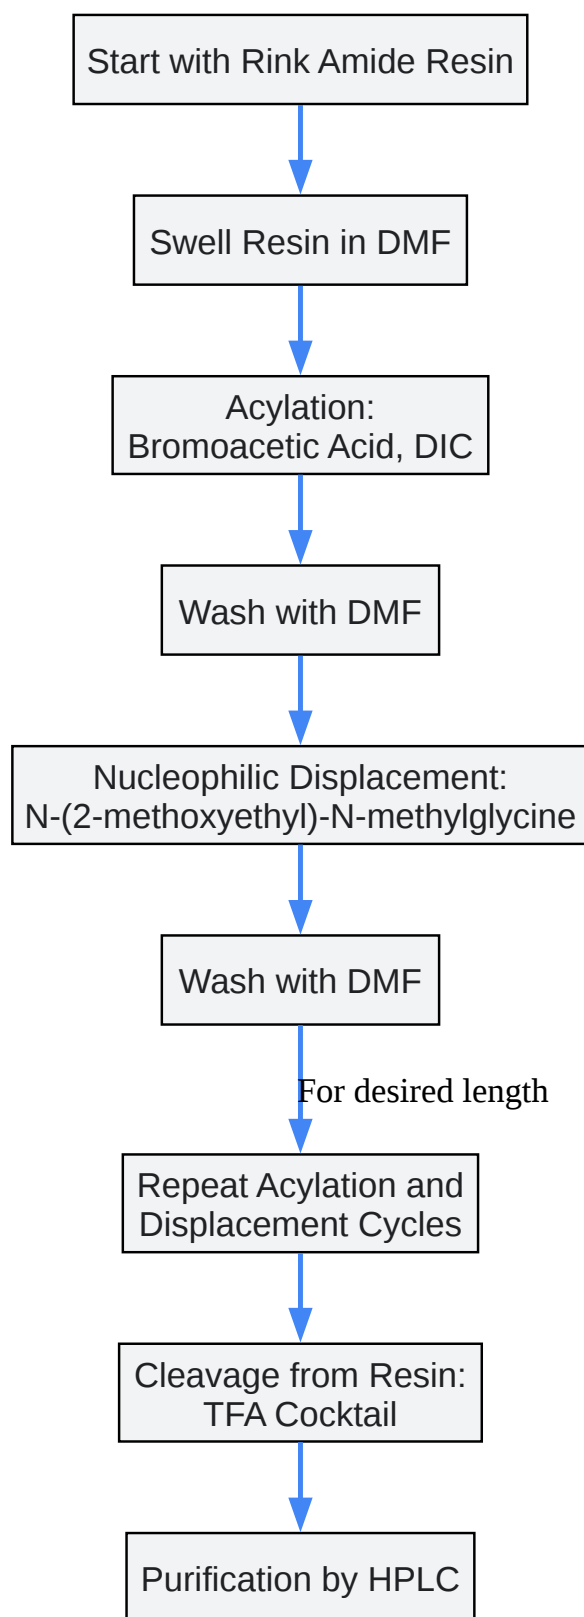 Start with Rink Amide Resin
Swell Resin in DMF
Acylation:
Bromoacetic Acid, DIC
Wash with DMF
Nucleophilic Displacement:
N-(2-methoxyethyl)-N-methylglycine
Wash with DMF
For desired length
Repeat Acylation and
Displacement Cycles
Cleavage from Resin:
TFA Cocktail
Purification by HPLC